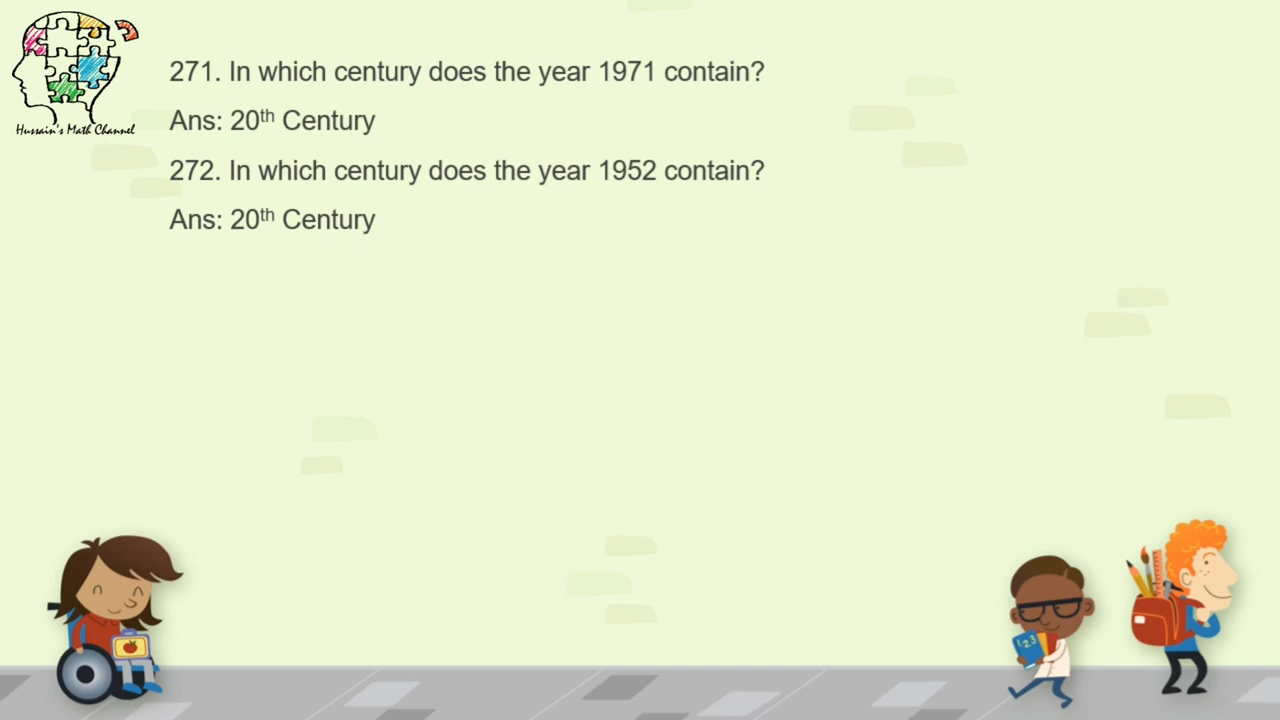 Hussain's Math Channel
271. In which century does the year 1971 contain?
Ans: 20th Century
272. In which century does the year 1952 contain?
Ans: 20th Century
123